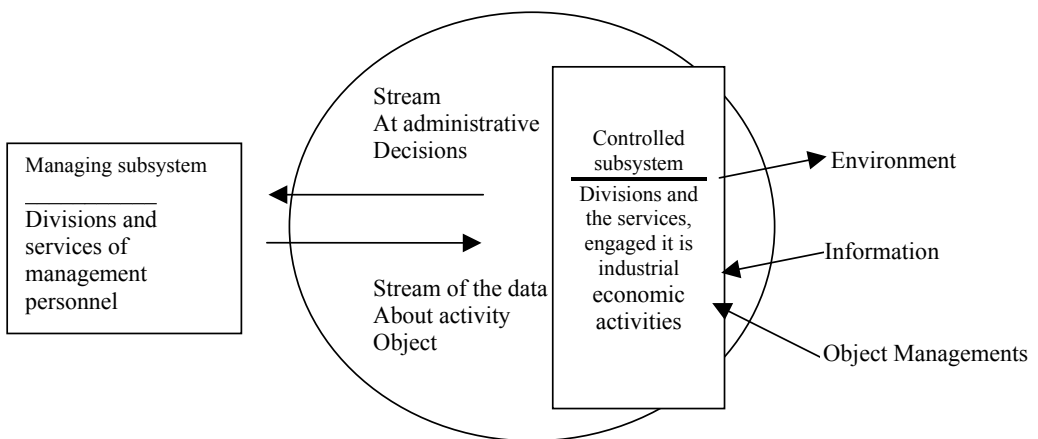 Managing subsystem
Divisions and
services of
management
personnel
Stream
At administrative
Decisions
Stream of the data
About activity
Object
Controlled
subsystem
Divisions and
the services,
engaged it is
industrial
economic
activities
Environment
Information
Object Managements